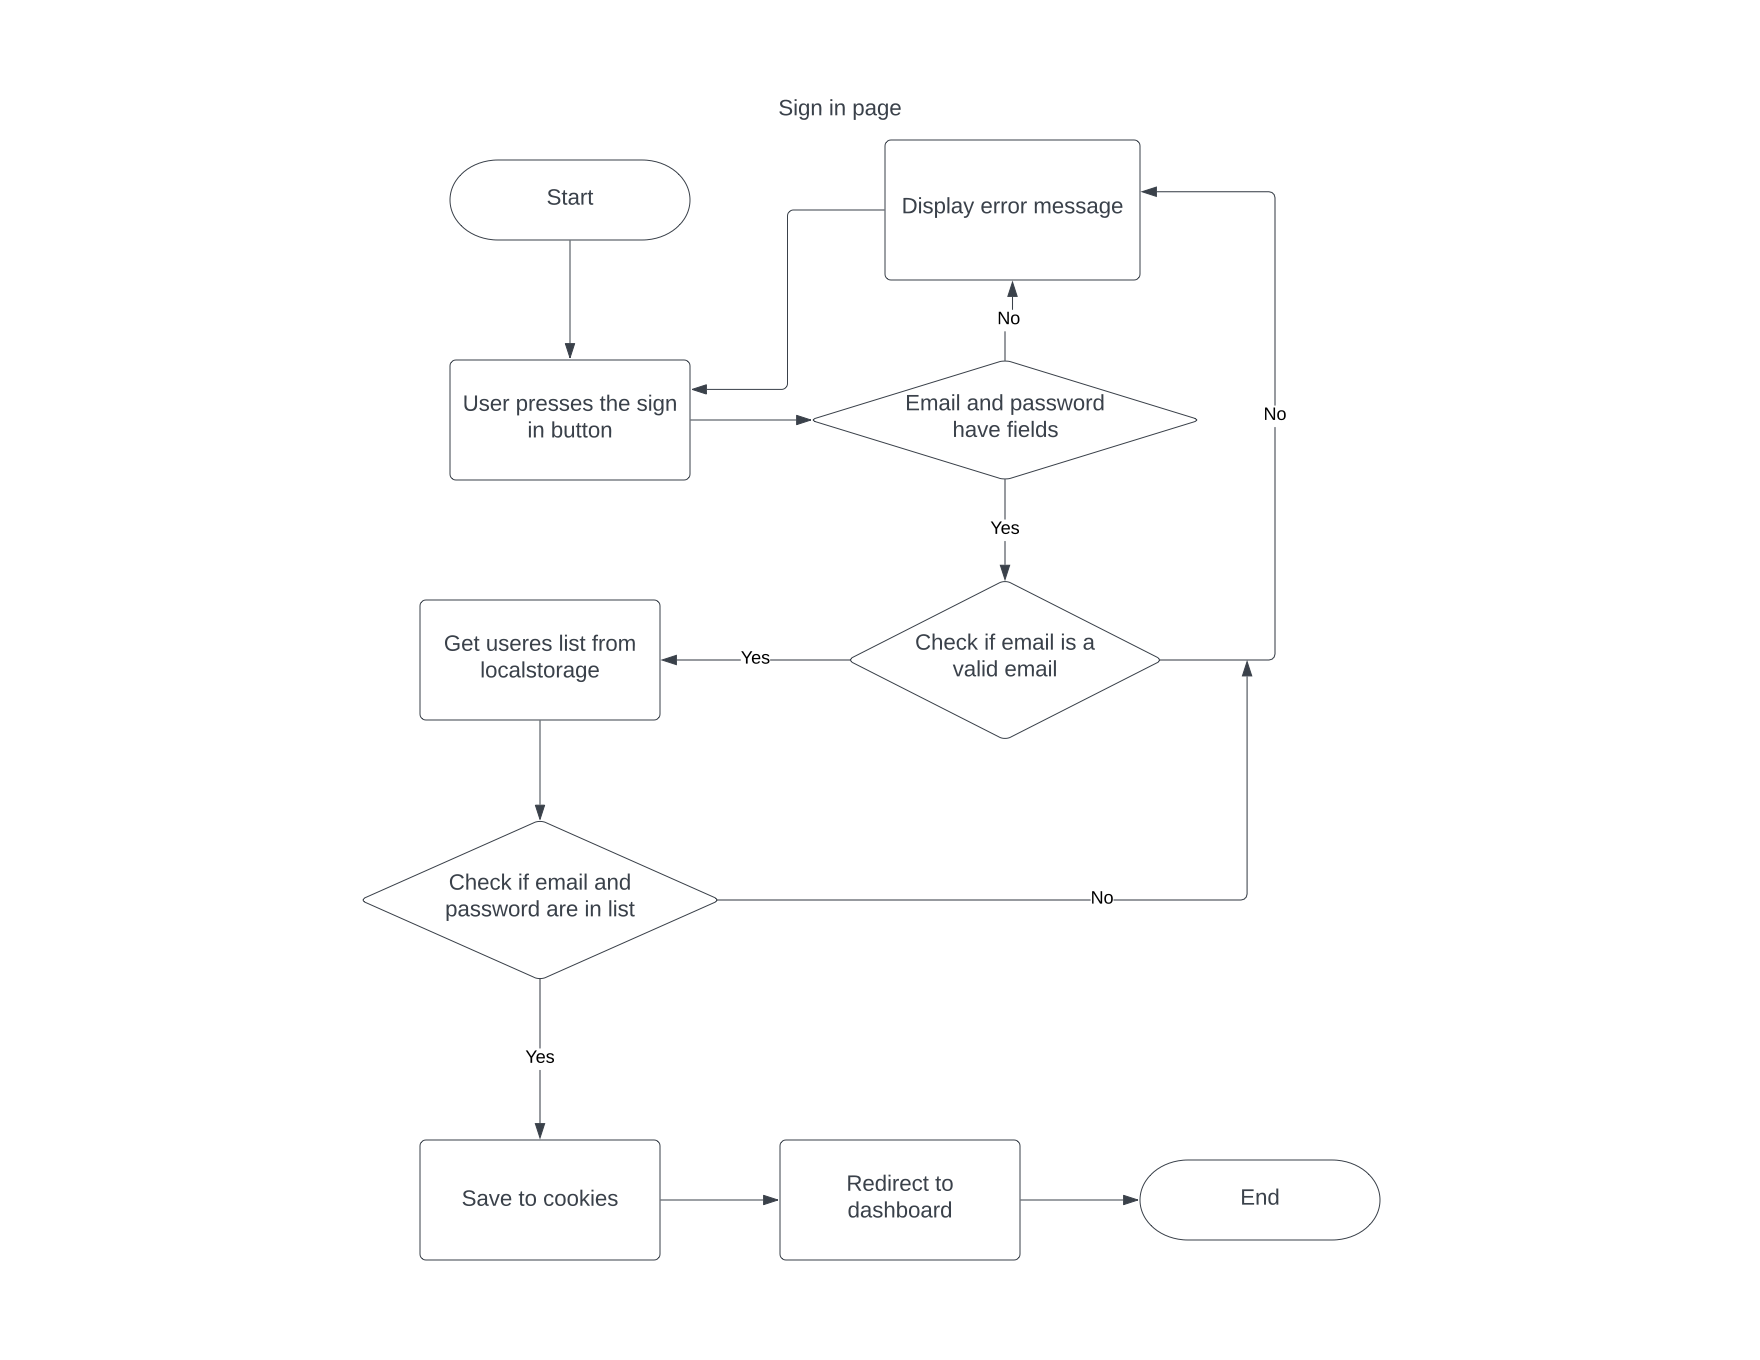 Sign in page
Start
Display error message
No
User presses the sign
in button
Email and password
have fields
No
Yes
Get useres list from
localstorage
Yes
Check if email is a
valid email
Check if email and
password are in list
No
Yes
Save to cookies
Redirect to
dashboard
End